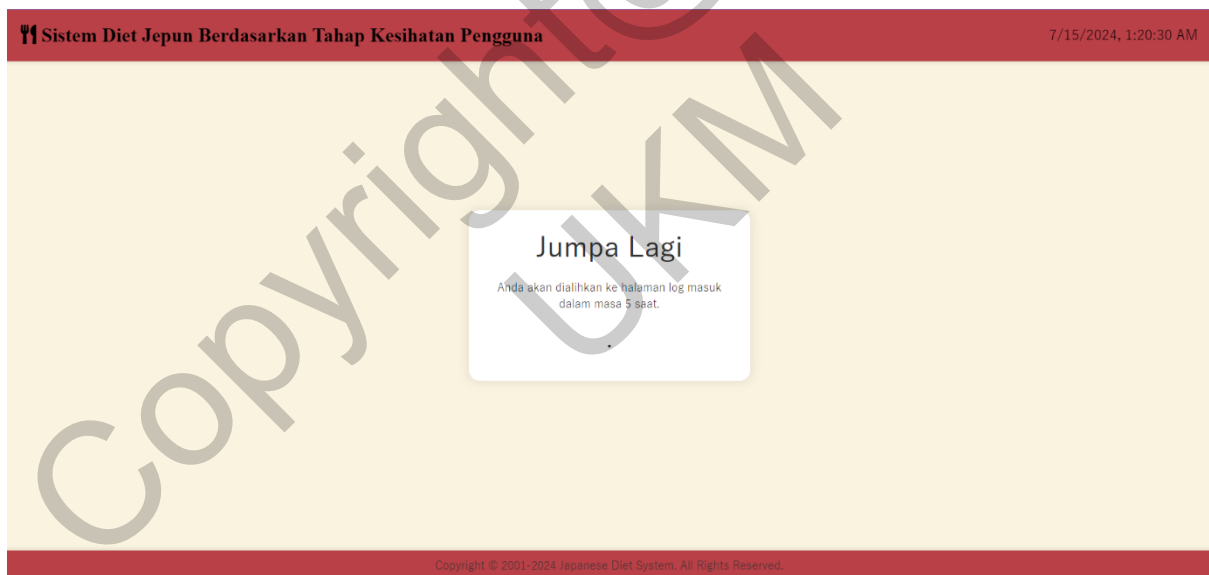 Sistem Diet Jepun Berdasarkan Tahap Kesihatan Pengguna
7/15/2024, 1:20:30 AM
Jumpa Lagi
Anda akan dialihkan ke halaman log masuk
dalam masa 5 saat.
Copyright © 2001-2024 Japanese Diet System. All Rights Reserved.
Copyright@
UKM